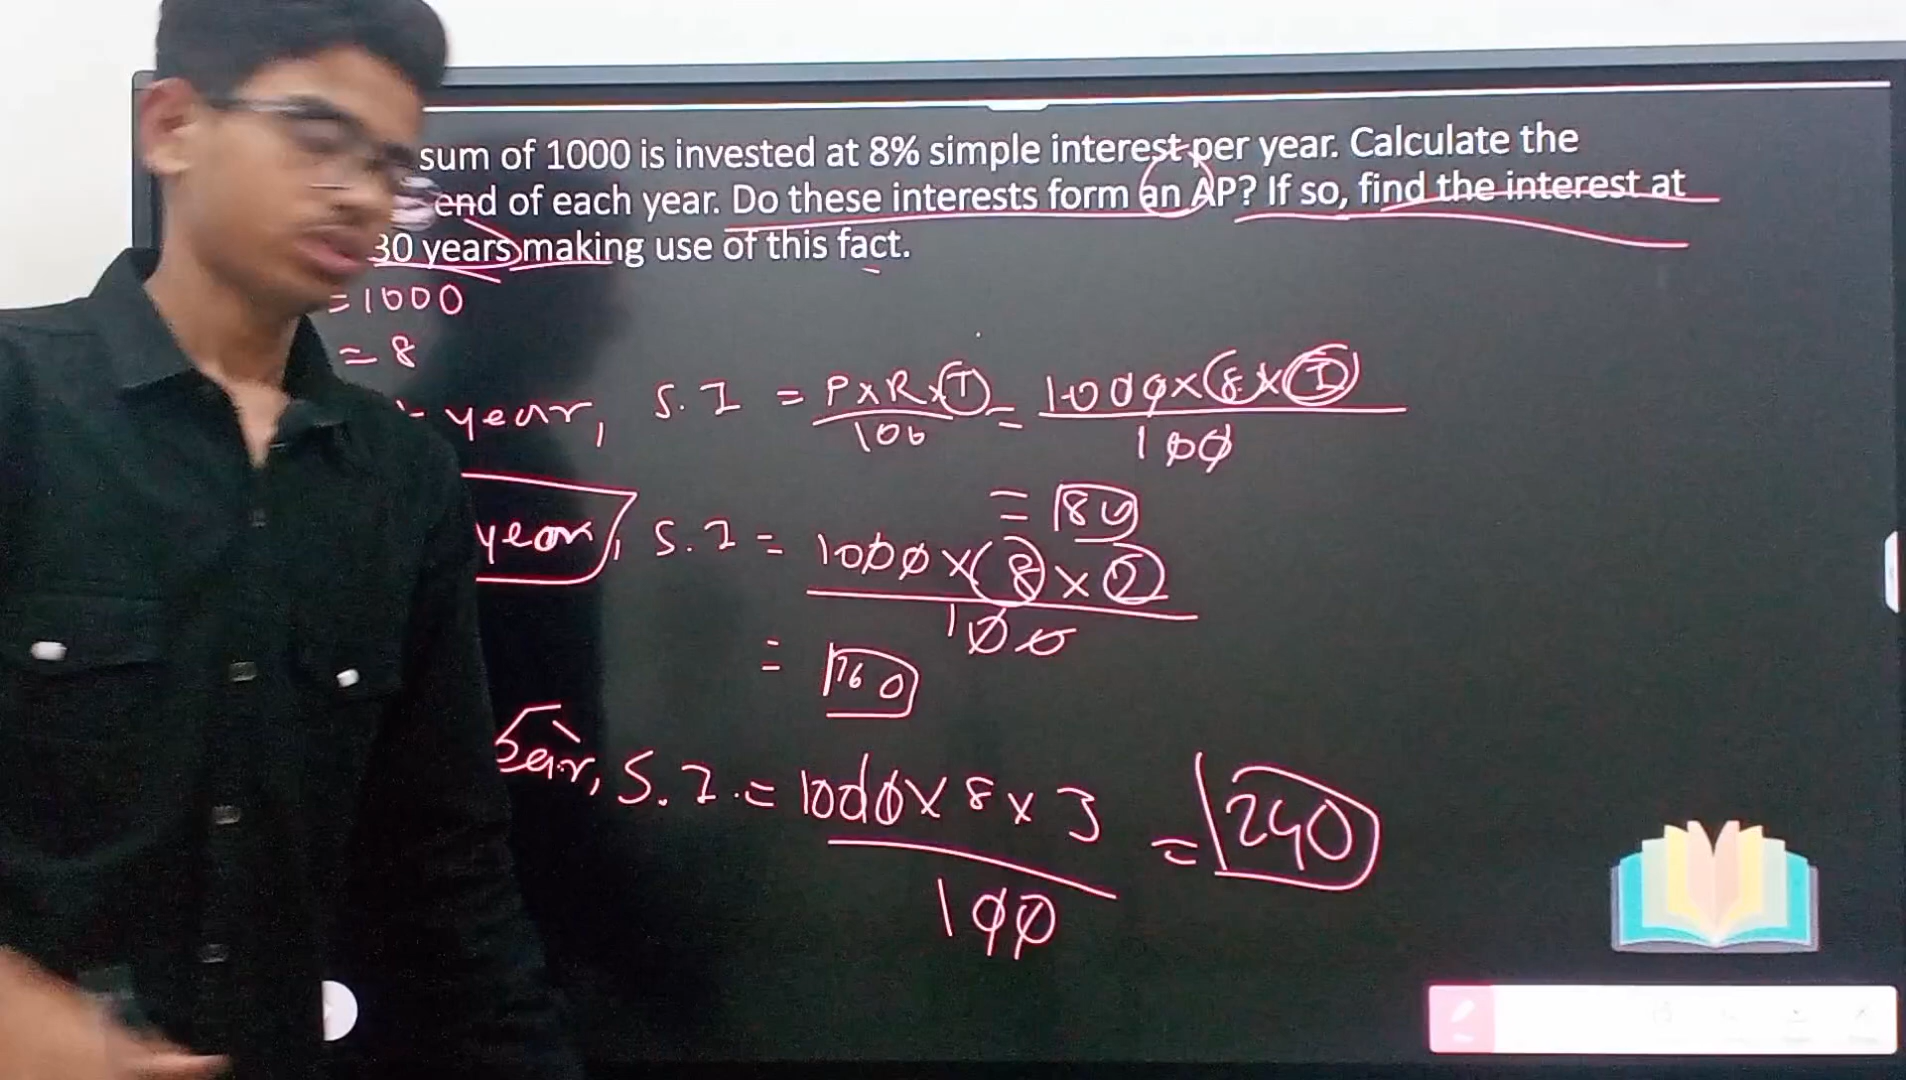 sum of 1000 is invested at 8% simple interest per year. Calculate the
end of each year. Do these interests form an AP? If so, find the interest at
30 years making use of this fact.
=1000
= 8
year, S.I = P×R×T/100 = 1000×8×1/100
= 80
year, S.I = 1000×8×2/100
= 160
S.I. = 1000×8×3/100 = 240